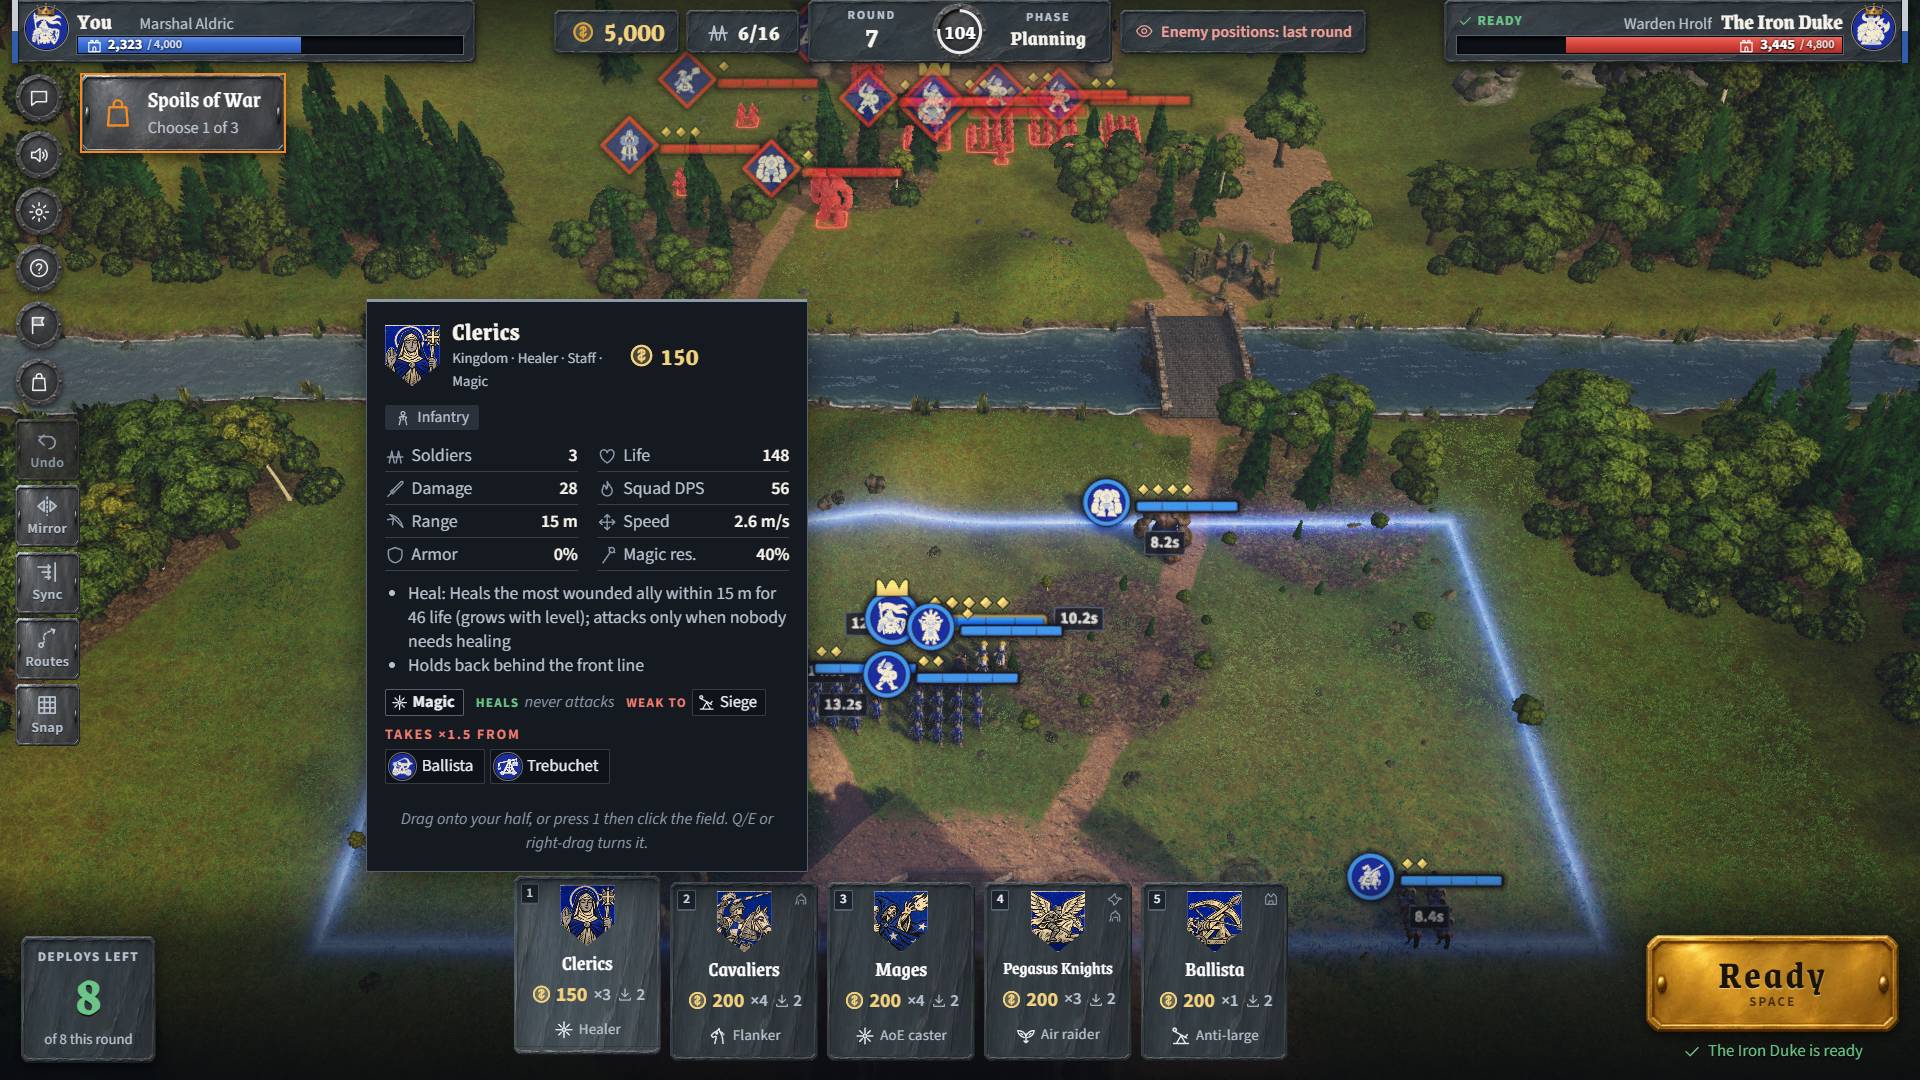 You Marshal Aldric
2,323 / 4,000
5,000
6/16
ROUND
7
104
PHASE
Planning
Enemy positions: last round
READY
Warden Hrolf The Iron Duke
3,445 / 4,800
Spoils of War
Choose 1 of 3
Undo
Mirror
Sync
Routes
Snap
Clerics
Kingdom · Healer · Staff ·
Magic
150
Infantry
Soldiers 3 Life 148
Damage 28 Squad DPS 56
Range 15 m Speed 2.6 m/s
Armor 0% Magic res. 40%
• Heal: Heals the most wounded ally within 15 m for
46 life (grows with level); attacks only when nobody
needs healing
• Holds back behind the front line
Magic HEALS never attacks WEAK TO Siege
TAKES ×1.5 FROM
Ballista Trebuchet
Drag onto your half, or press 1 then click the field. Q/E or
right-drag turns it.
8.2s
10.2s
13.2s
8.4s
DEPLOYS LEFT
8
of 8 this round
1
Clerics
150 ×3 2
Healer
2
Cavaliers
200 ×4 2
Flanker
3
Mages
200 ×4 2
AoE caster
4
Pegasus Knights
200 ×3 2
Air raider
5
Ballista
200 ×1 2
Anti-large
Ready
SPACE
The Iron Duke is ready